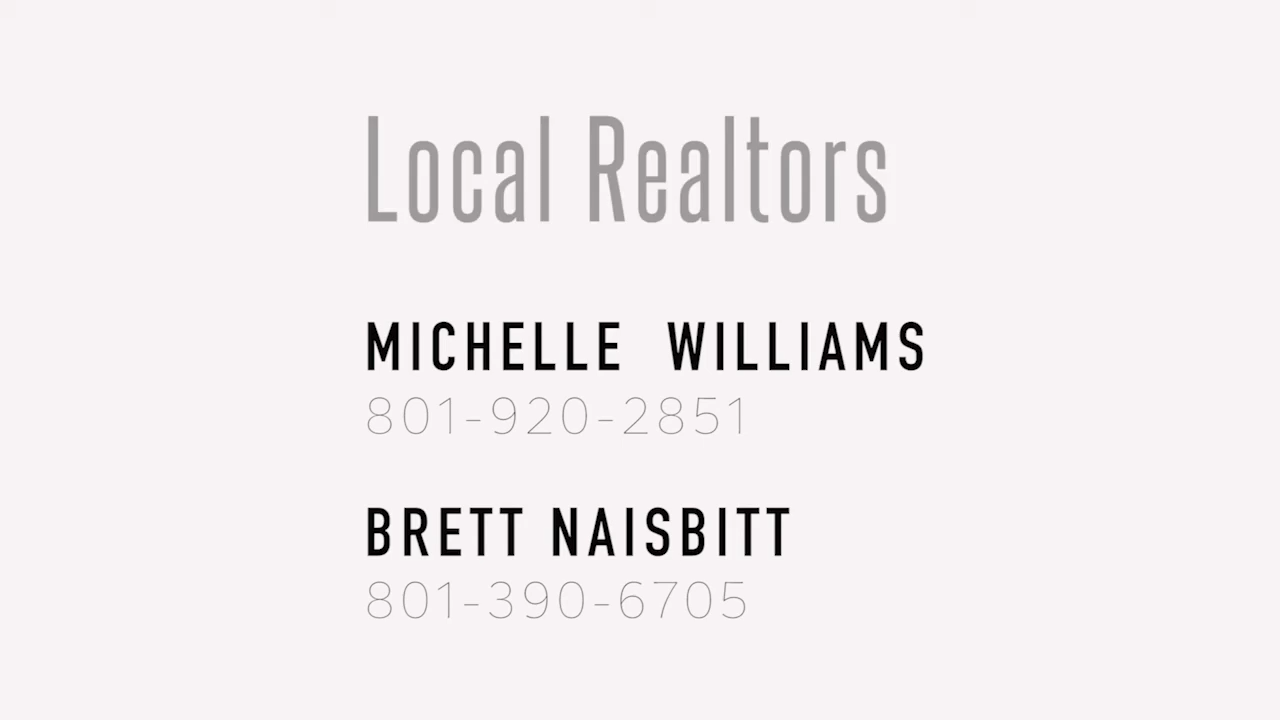 Local Realtors
MICHELLE WILLIAMS
801-920-2851
BRETT NAISBITT
801-390-6705